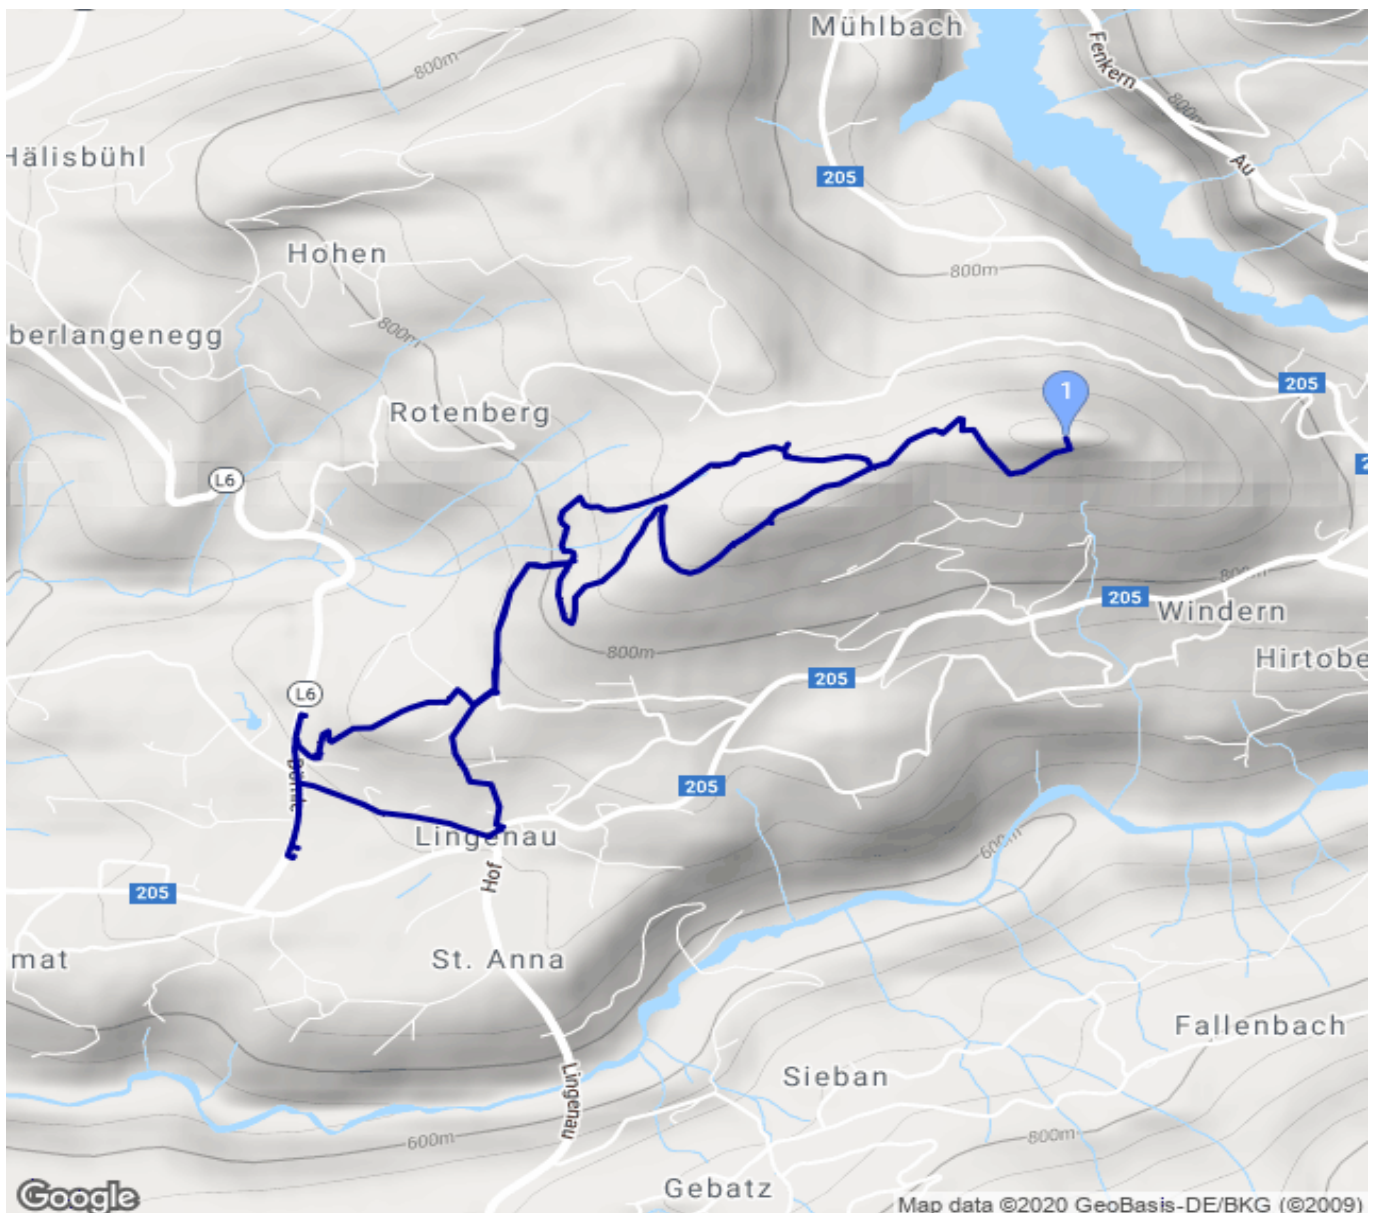 Mühlbach
Fenkern
800m
800m
Au
Hälisbühl
205
Hohen
800m
800m
berlangenegg
205
1
Rotenberg
L6
2
800m
205
Windern
800m
Hirtobe
205
L6
205
Lingenau
600m
Hof
205
mat
St. Anna
Fallenbach
Sieban
Lingenau
600m
800m
Gebatz
Google
Map data ©2020 GeoBasis-DE/BKG (©2009)